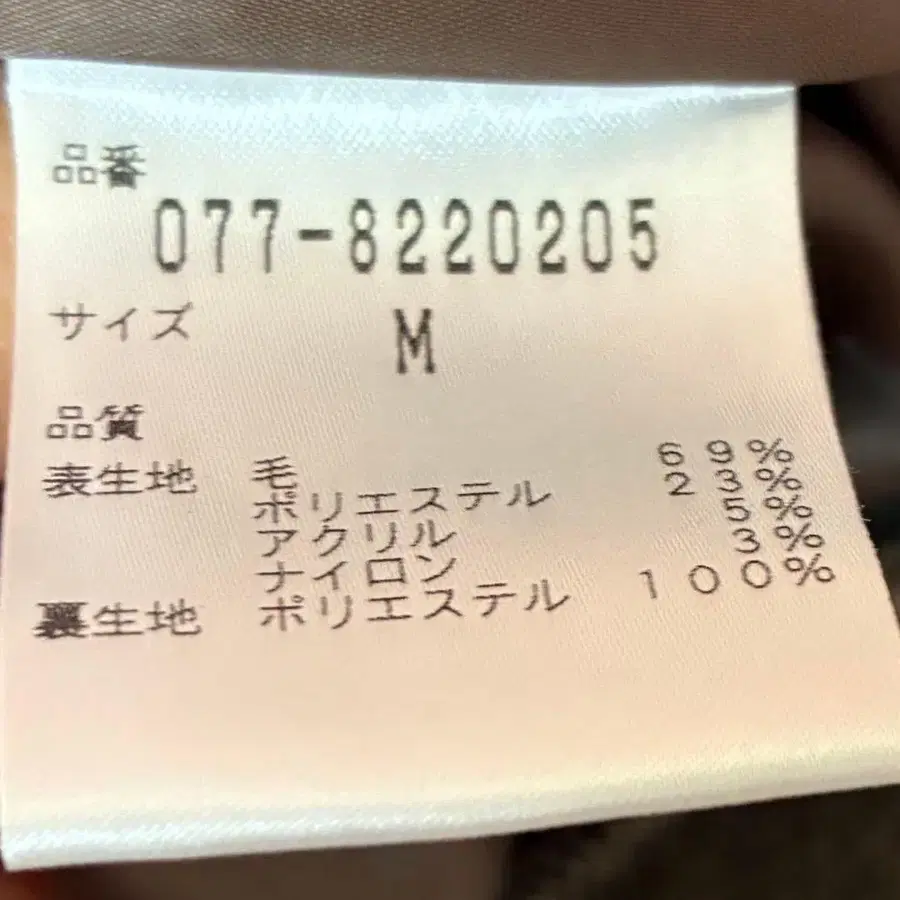 品番
077-8220205
サイズ M
品質
表生地 毛 69%
ポリエステル 23%
アクリル 5%
ナイロン 3%
裏生地 ポリエステル 100%